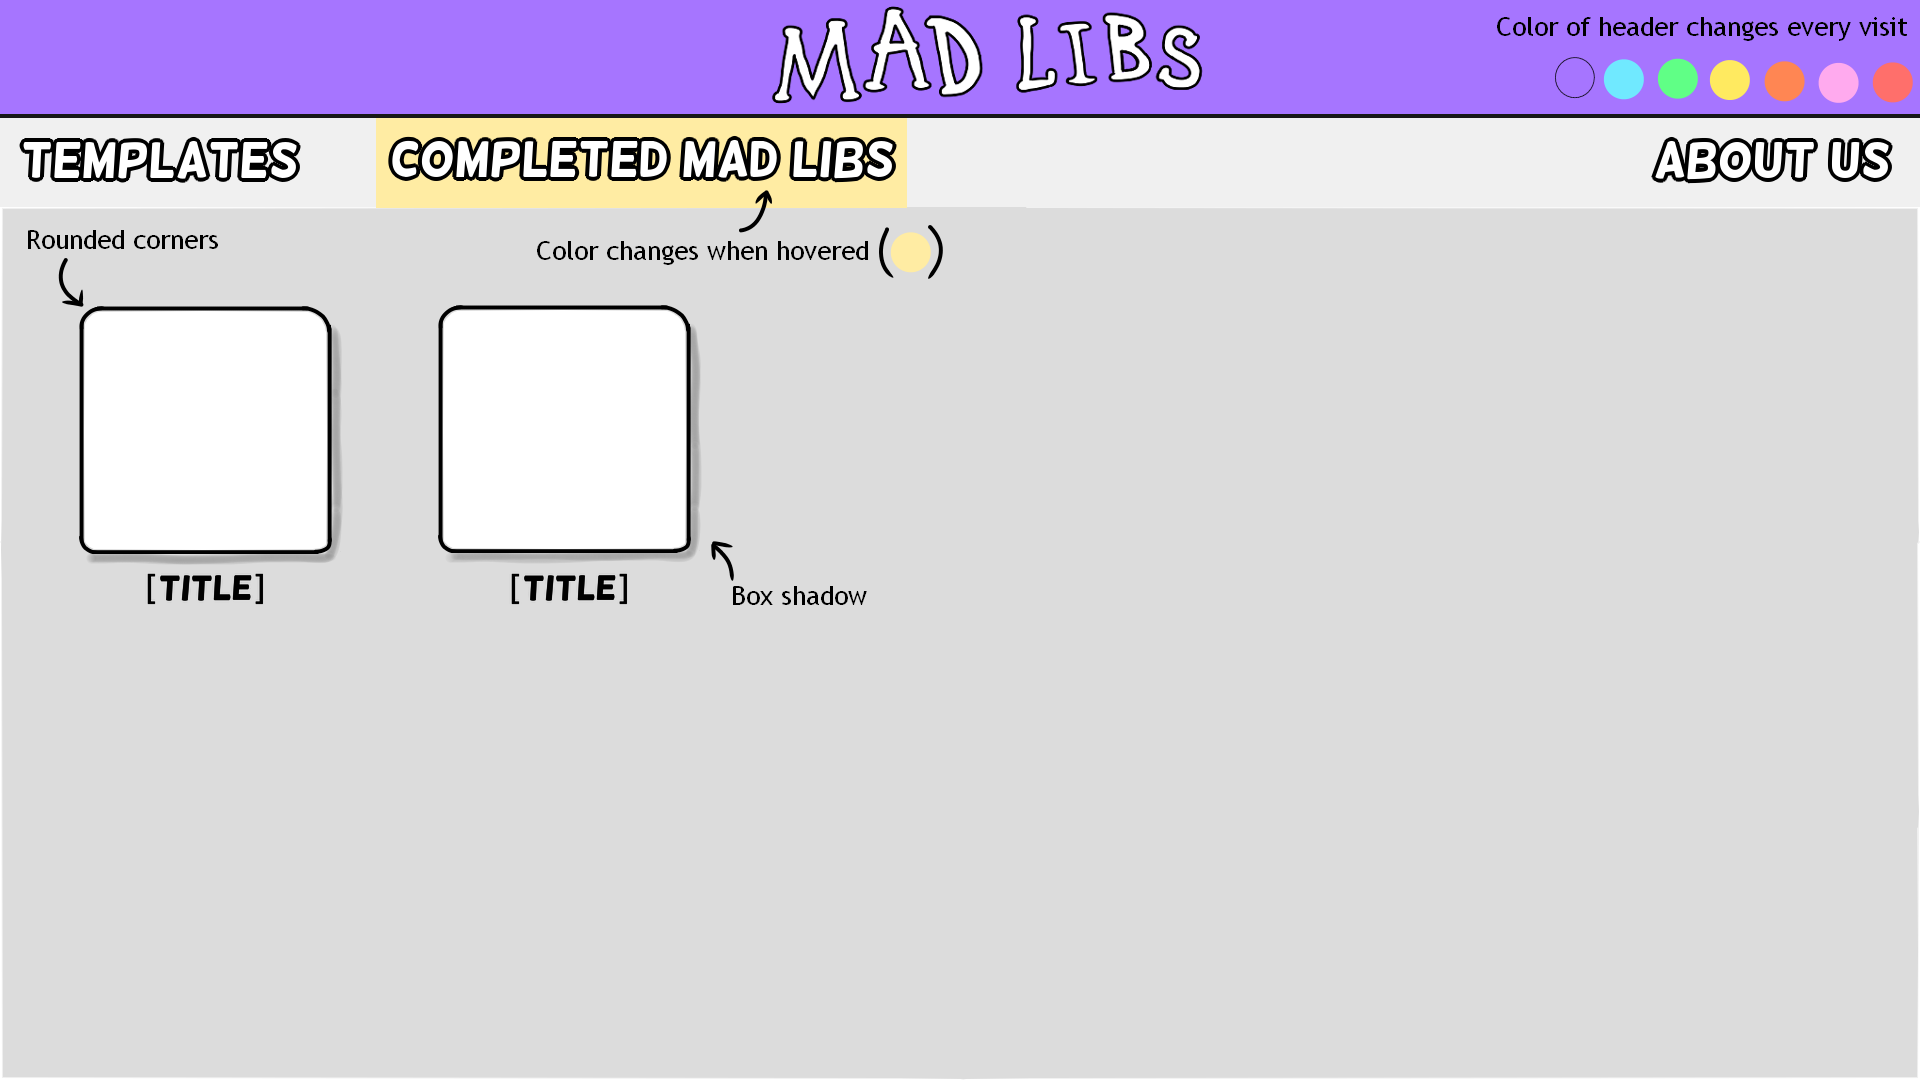 MAD LIBS
Color of header changes every visit
TEMPLATES
COMPLETED MAD LIBS
ABOUT US
Rounded corners
Color changes when hovered ( )
[TITLE]
[TITLE]
Box shadow